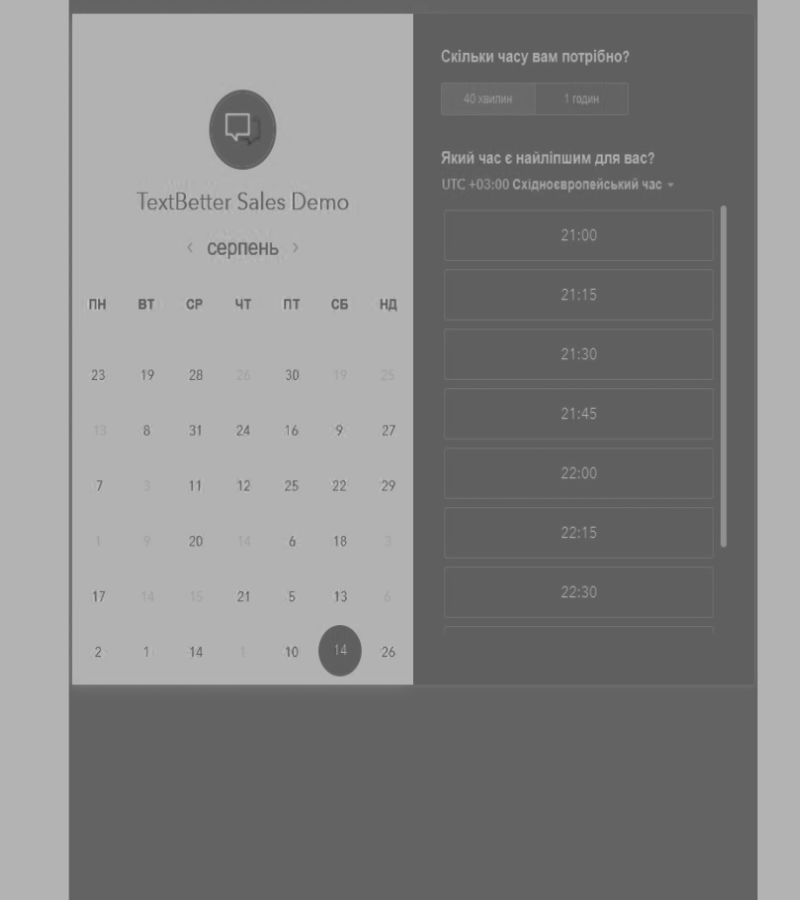 TextBetter Sales Demo
‹ серпень ›
ПН ВТ СР ЧТ ПТ СБ НД
23 19 28 26 30 19 25
13 8 31 24 16 9 27
7 3 11 12 25 22 29
1 9 20 14 6 18 3
17 14 15 21 5 13 6
2 1 14 1 10 14 26
Скільки часу вам потрібно?
40 хвилин 1 годин
Який час є найліпшим для вас?
UTC +03:00 Східноєвропейський час
21:00
21:15
21:30
21:45
22:00
22:15
22:30